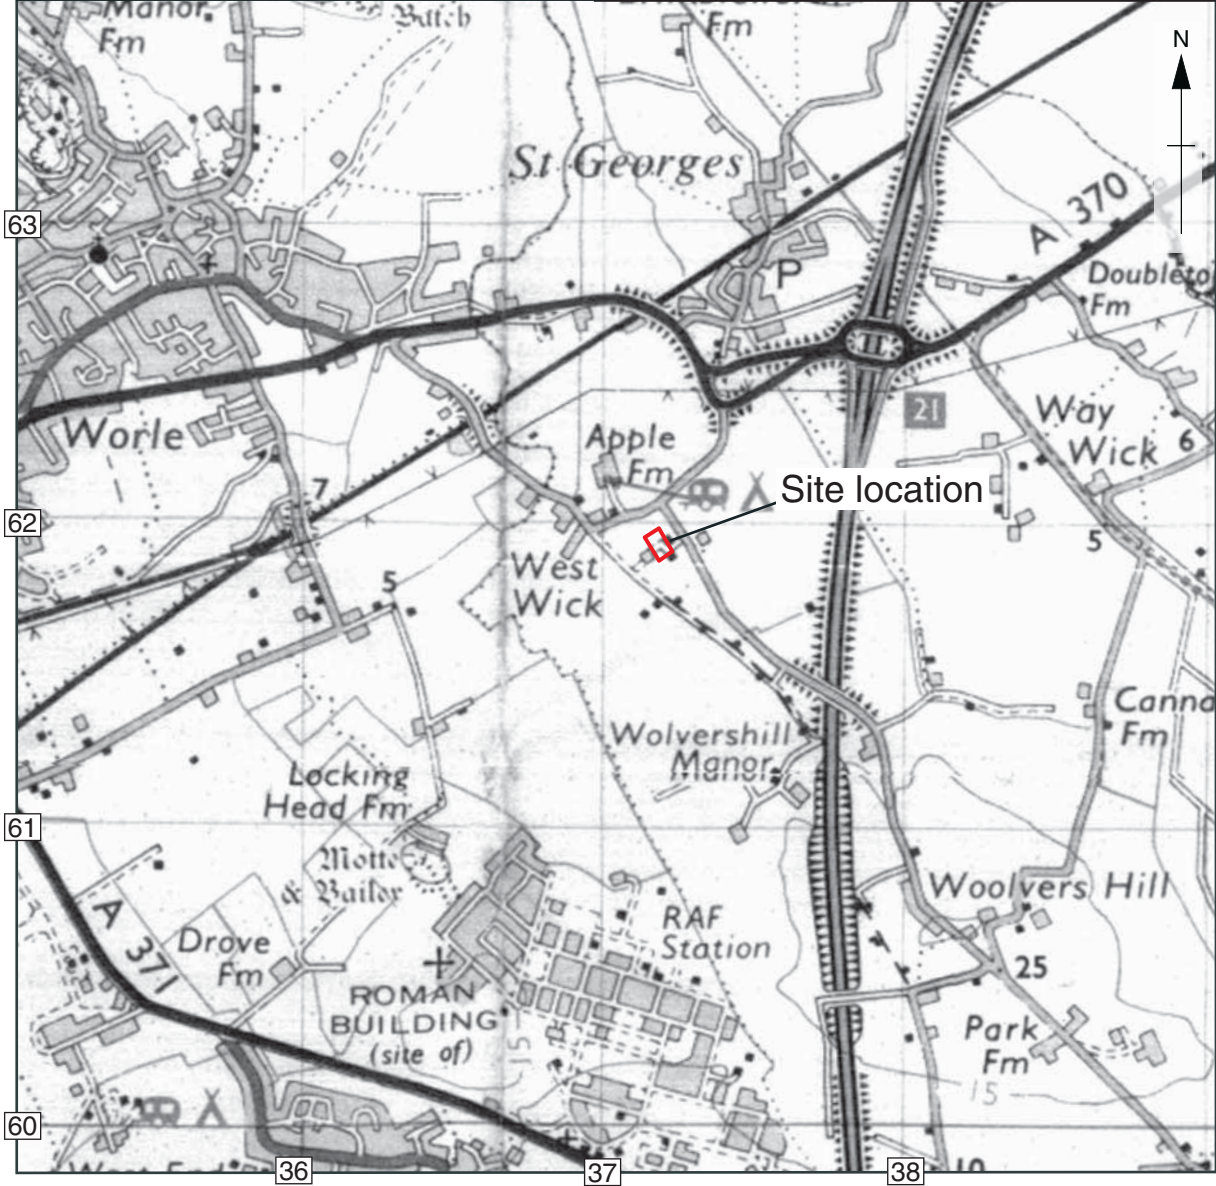 Manor
Fm
Batch
Fm
N
St Georges
63
A 370
P
Doubleto
Fm
21
Way
Wick
6
Worle
Apple
Fm
7
Site location
62
5
West
Wick
5
Canna
Fm
Wolvershill
Manor
Locking
Head Fm
61
Motte
& Bailey
Woolvers Hill
A 371
RAF
Station
Drove
Fm
25
ROMAN
BUILDING
(site of)
15
Park
Fm
15
60
West End
10
36
37
38